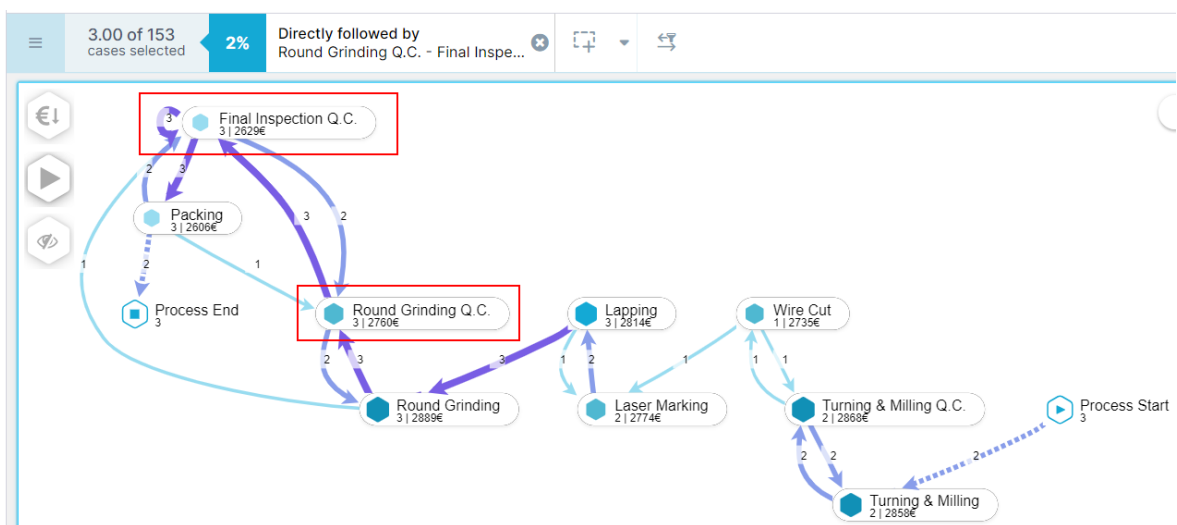 3.00 of 153
cases selected
2%
Directly followed by
Round Grinding Q.C. - Final Inspe...
€↓
3
Final Inspection Q.C.
3 | 2629€
2
3
Packing
3 | 2606€
3
2
1
2
1
Process End
3
Round Grinding Q.C.
3 | 2760€
Lapping
3 | 2814€
Wire Cut
1 | 2735€
2
3
3
1
2
1
1
1
Round Grinding
3 | 2889€
Laser Marking
2 | 2774€
Turning & Milling Q.C.
2 | 2868€
Process Start
3
2
2
2
Turning & Milling
2 | 2858€